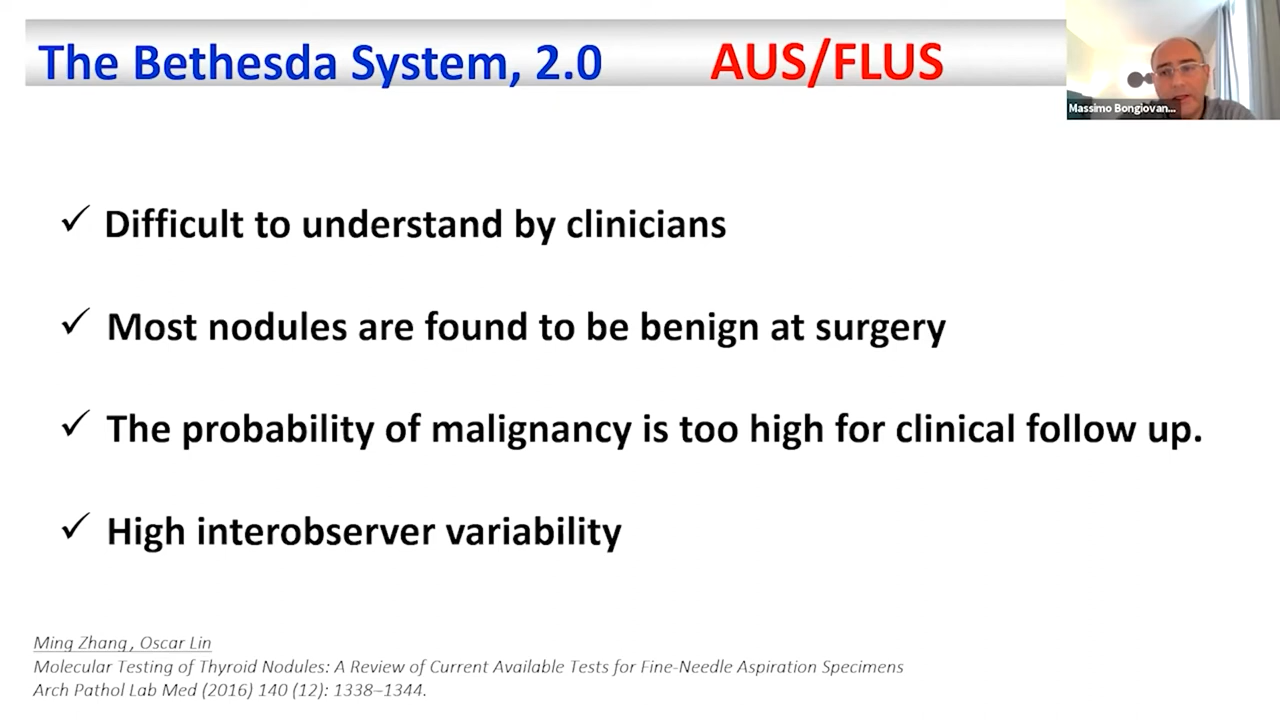 The Bethesda System, 2.0 AUS/FLUS
Massimo Bongiovan...
✓ Difficult to understand by clinicians
✓ Most nodules are found to be benign at surgery
✓ The probability of malignancy is too high for clinical follow up.
✓ High interobserver variability
Ming Zhang, Oscar Lin
Molecular Testing of Thyroid Nodules: A Review of Current Available Tests for Fine-Needle Aspiration Specimens
Arch Pathol Lab Med (2016) 140 (12): 1338–1344.